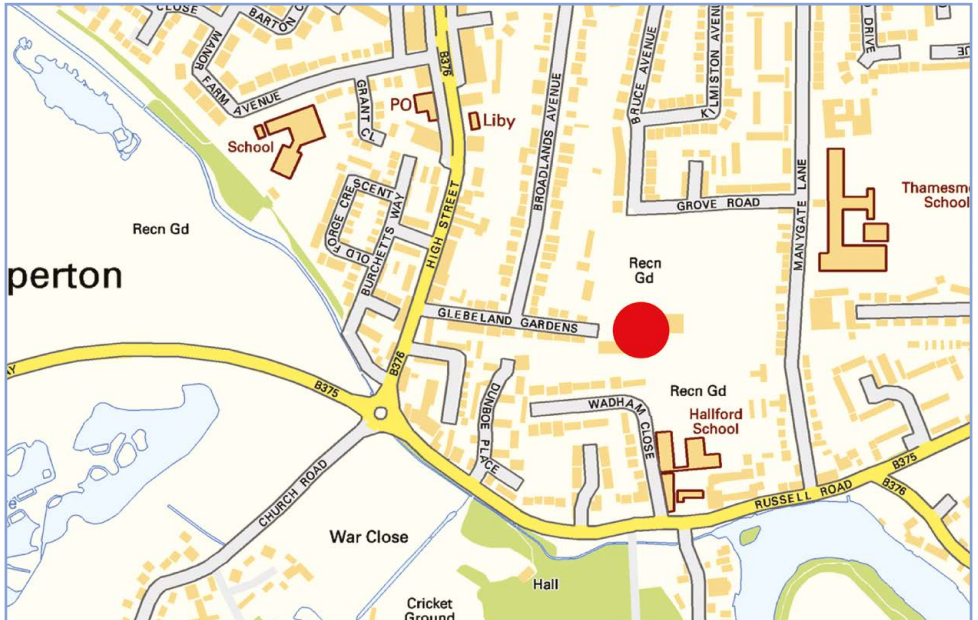 CLOSE
BARTON C
MANOR
FARM
AVENUE
GRANT CL
B376
PO
Liby
School
BROADLANDS AVENUE
BRUCE AVENUE
KILMISTON AVEN
DRIVE
UE
GROVE ROAD
MANYGATE LANE
Thamesm
School
Recn Gd
perton
OLD FORGE CRESCENT
BURCHETTS WAY
HIGH STREET
Recn
Gd
GLEBELAND GARDENS
AY
B375
B376
DUNBOE PLACE
WADHAM
CLOSE
Recn Gd
Hallford
School
CHURCH ROAD
War Close
RUSSELL ROAD
B375
B376
Hall
Cricket
Ground